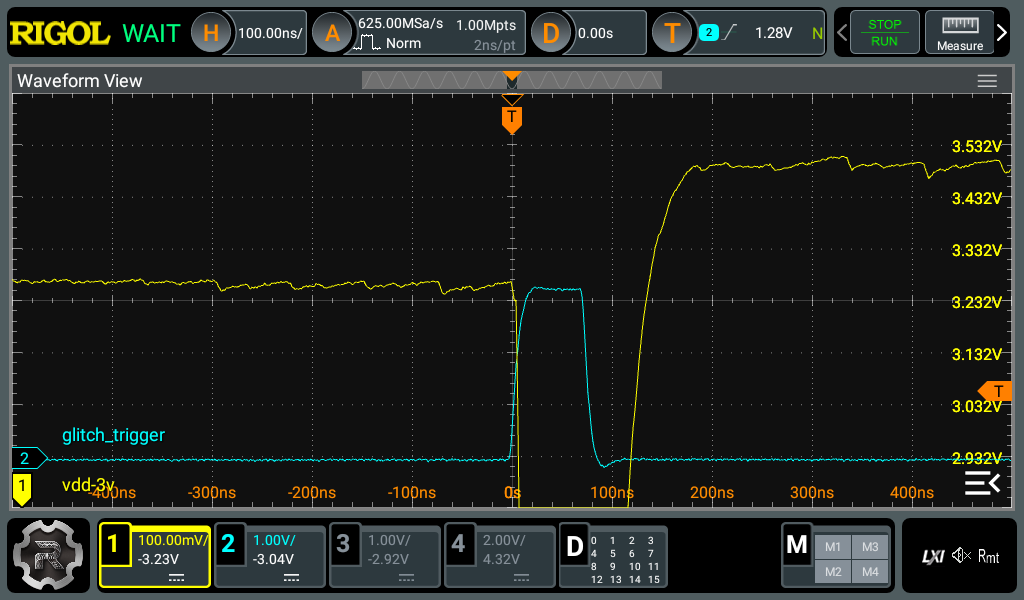 RIGOL WAIT H 100.00ns/ A 625.00MSa/s 1.00Mpts D 0.00s T 2 1.28V N STOP
Norm 2ns/pt RUN Measure
Waveform View
T
3.532V
3.432V
3.332V
3.232V
3.132V
T
3.032V
glitch_trigger
2 2.932V
1 vdd-3v
-400ns -300ns -200ns -100ns 0s 100ns 200ns 300ns 400ns
1 100.00mV/ 2 1.00V/ 3 1.00V/ 4 2.00V/ D 0 1 2 3 M M1 M3
-3.23V -3.04V -2.92V 4.32V 4 5 6 7
8 9 10 11 M2 M4
12 13 14 15
LXI Rmt
R